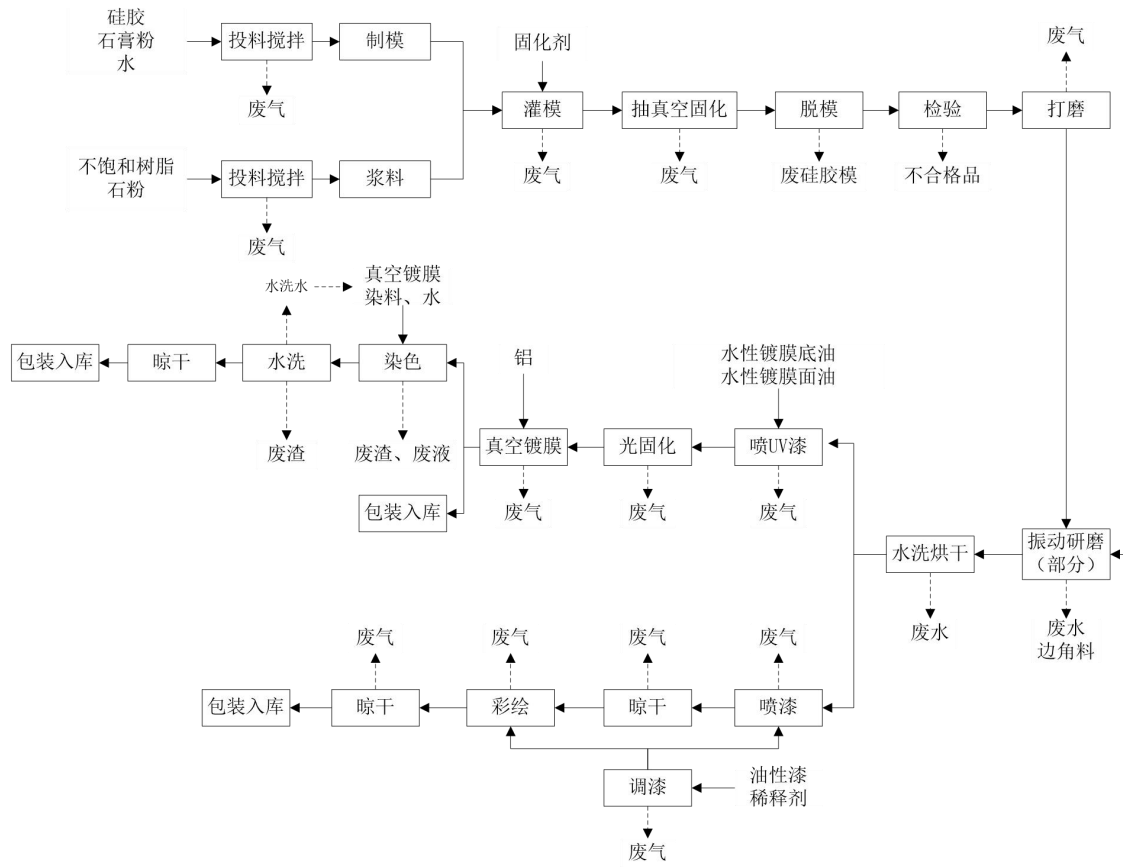 硅胶
石膏粉
水
投料搅拌
制模
废气
不饱和树脂
石粉
投料搅拌
浆料
废气
固化剂
灌模
废气
抽真空固化
废气
脱模
废硅胶模
检验
不合格品
废气
打磨
水洗水
真空镀膜
染料、水
包装入库
晾干
水洗
废渣
染色
废渣、废液
包装入库
铝
真空镀膜
废气
光固化
废气
水性镀膜底油
水性镀膜面油
喷UV漆
废气
水洗烘干
废水
振动研磨
（部分）
废水
边角料
包装入库
废气
晾干
废气
彩绘
废气
晾干
废气
喷漆
调漆
油性漆
稀释剂
废气